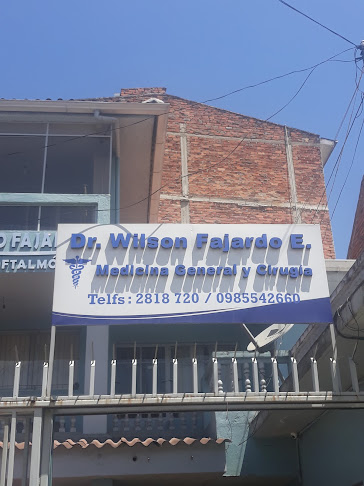 Dr. Wilson Fajardo E.
Medicina General y Cirugia
Telfs: 2818 720 / 0985542660